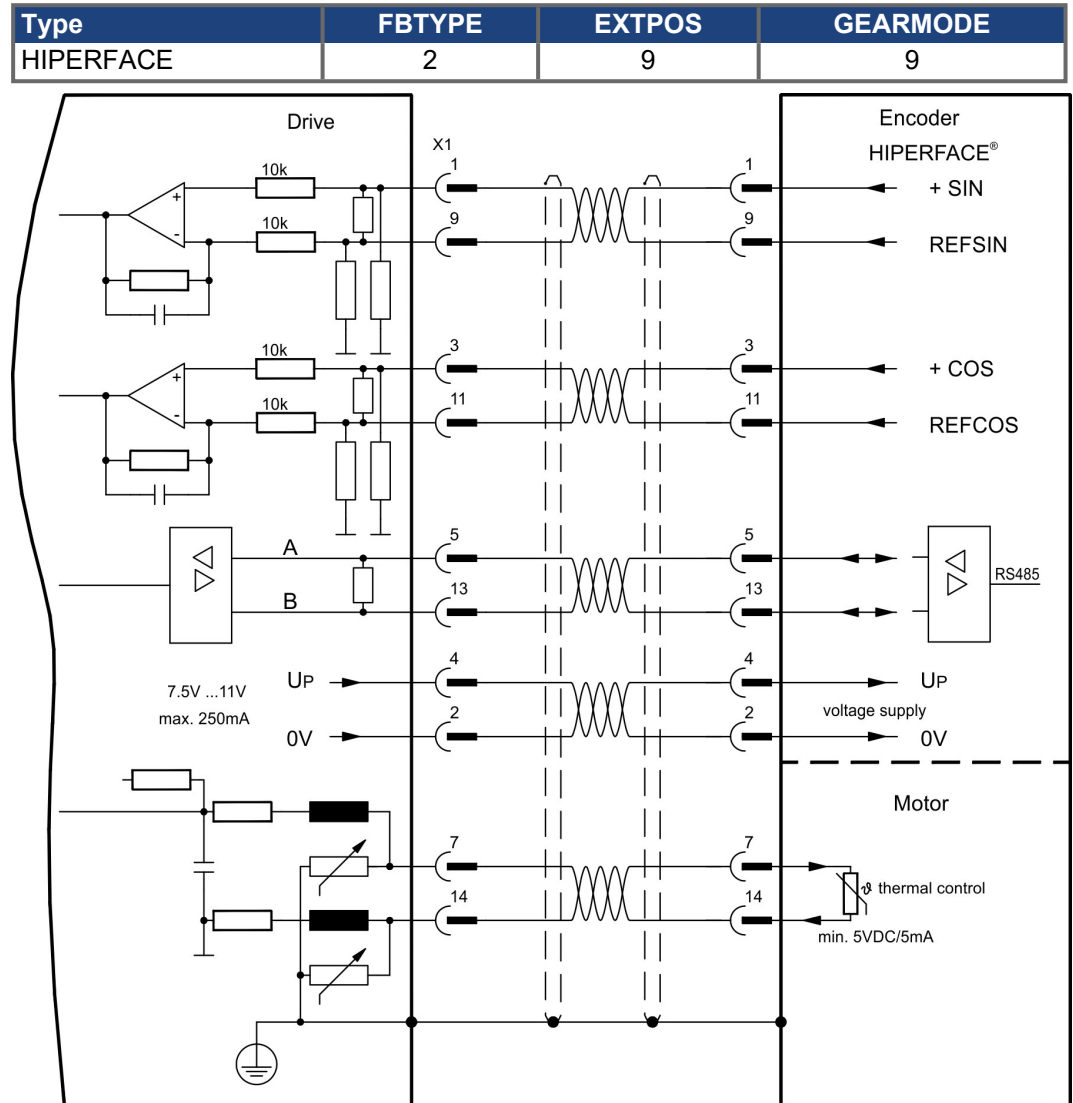 Type FBTYPE EXTPOS GEARMODE
HIPERFACE 2 9 9
Drive
Encoder
X1
HIPERFACE®
10k 1 1 + SIN
+
10k 9 9 REFSIN
-
10k 3 3 + COS
+
10k 11 11 REFCOS
-
A 5 5
RS485
B 13 13
4 4
7.5V ...11V UP UP
max. 250mA 2 2 voltage supply
0V 0V
Motor
7 7
ϑ thermal control
14 14
min. 5VDC/5mA